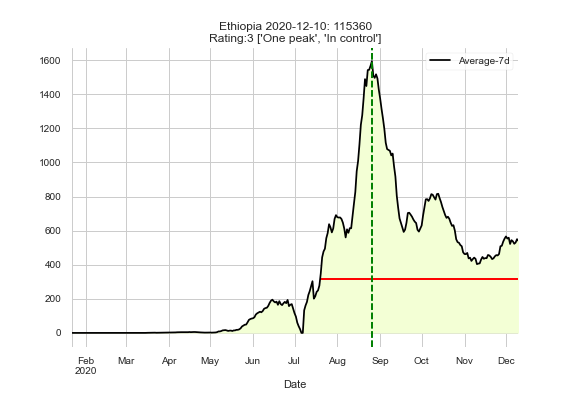 Ethiopia 2020-12-10: 115360
Rating:3 ['One peak', 'In control']
Average-7d
1600
1400
1200
1000
800
600
400
200
0
Feb Mar Apr May Jun Jul Aug Sep Oct Nov Dec
2020
Date